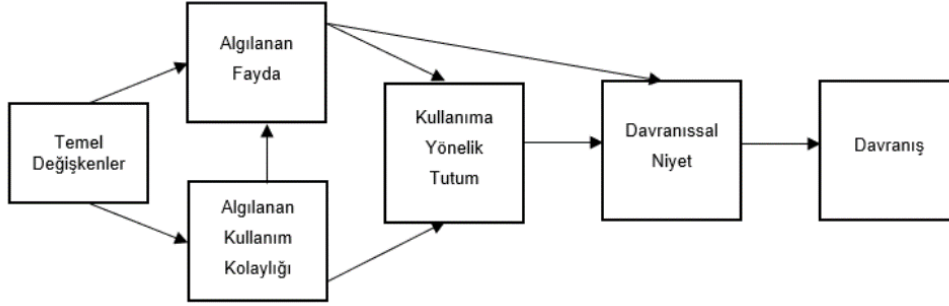 Algılanan
Fayda
Temel
Değişkenler
Algılanan
Kullanım
Kolaylığı
Kullanıma
Yönelik
Tutum
Davranıssal
Niyet
Davranış